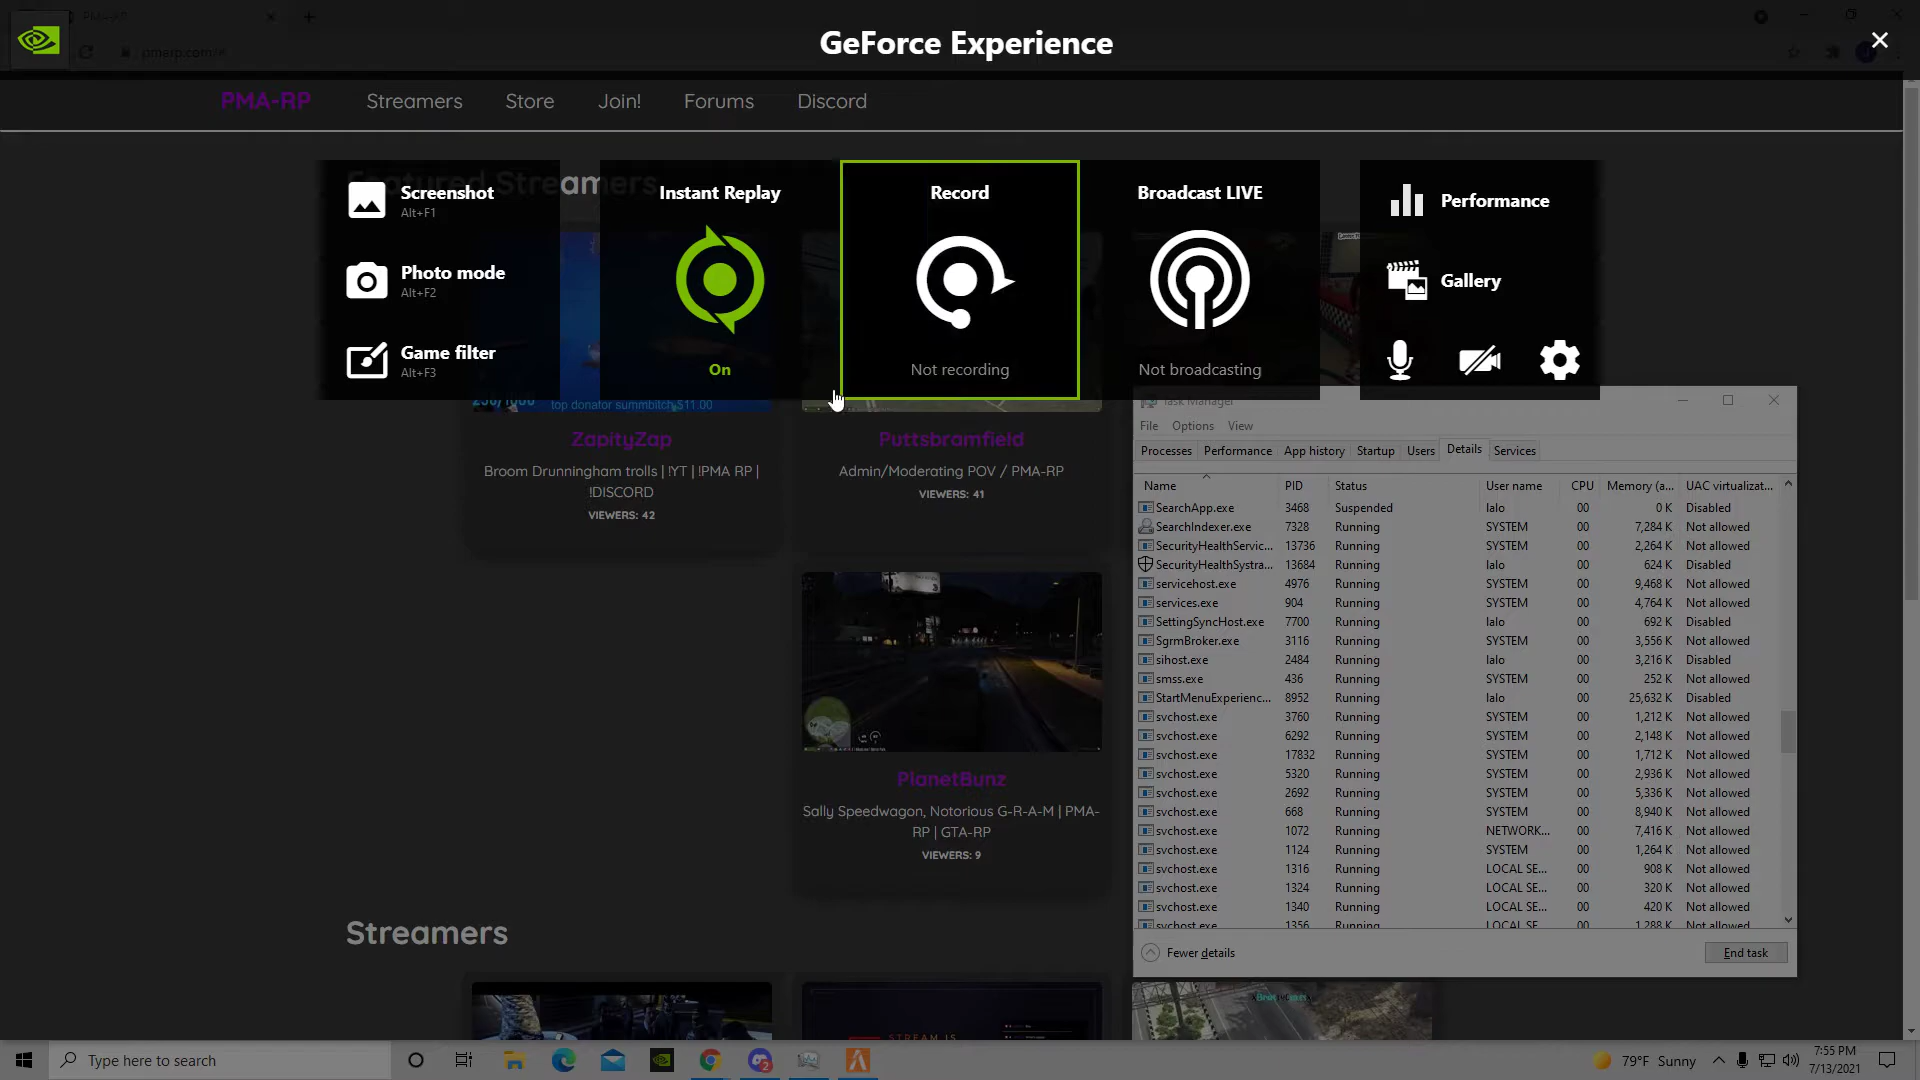 GeForce Experience
PMA-RP
Streamers
Store
Join!
Forums
Discord
Screenshot
Alt+F1
Photo mode
Alt+F2
Game filter
Alt+F3
Instant Replay
On
Record
Not recording
Broadcast LIVE
Not broadcasting
Performance
Gallery
top donator summbitch $11.00
ZapityZap
Broom Drunningham trolls | !YT | !PMA RP |
!DISCORD
VIEWERS: 42
Puttsbramfield
Admin/Moderating POV / PMA-RP
VIEWERS: 41
PlanetBunz
Sally Speedwagon, Notorious G-R-A-M | PMA-
RP | GTA-RP
VIEWERS: 9
Streamers
STREAM IS
Task Manager
File Options View
Processes Performance App history Startup Users Details Services
Name PID Status User name CPU Memory (a... UAC virtualizat...
SearchApp.exe 3468 Suspended lalo 00 0 K Disabled
SearchIndexer.exe 7328 Running SYSTEM 00 7,284 K Not allowed
SecurityHealthServic... 13736 Running SYSTEM 00 2,264 K Not allowed
SecurityHealthSystra... 13684 Running lalo 00 624 K Disabled
servicehost.exe 4976 Running SYSTEM 00 9,468 K Not allowed
services.exe 904 Running SYSTEM 00 4,764 K Not allowed
SettingSyncHost.exe 7700 Running lalo 00 692 K Disabled
SgrmBroker.exe 3116 Running SYSTEM 00 3,556 K Not allowed
sihost.exe 2484 Running lalo 00 3,216 K Disabled
smss.exe 436 Running SYSTEM 00 252 K Not allowed
StartMenuExperienc... 8952 Running lalo 00 25,632 K Disabled
svchost.exe 3760 Running SYSTEM 00 1,212 K Not allowed
svchost.exe 6292 Running SYSTEM 00 2,148 K Not allowed
svchost.exe 17832 Running SYSTEM 00 1,712 K Not allowed
svchost.exe 5320 Running SYSTEM 00 2,936 K Not allowed
svchost.exe 2692 Running SYSTEM 00 5,336 K Not allowed
svchost.exe 668 Running SYSTEM 00 8,940 K Not allowed
svchost.exe 1072 Running NETWORK... 00 7,416 K Not allowed
svchost.exe 1124 Running SYSTEM 00 1,264 K Not allowed
svchost.exe 1316 Running LOCAL SE... 00 908 K Not allowed
svchost.exe 1324 Running LOCAL SE... 00 320 K Not allowed
svchost.exe 1340 Running LOCAL SE... 00 420 K Not allowed
svchost.exe 1356 Running LOCAL SE... 00 1,288 K Not allowed
Fewer details
End task
Type here to search
79°F Sunny
7:55 PM
7/13/2021